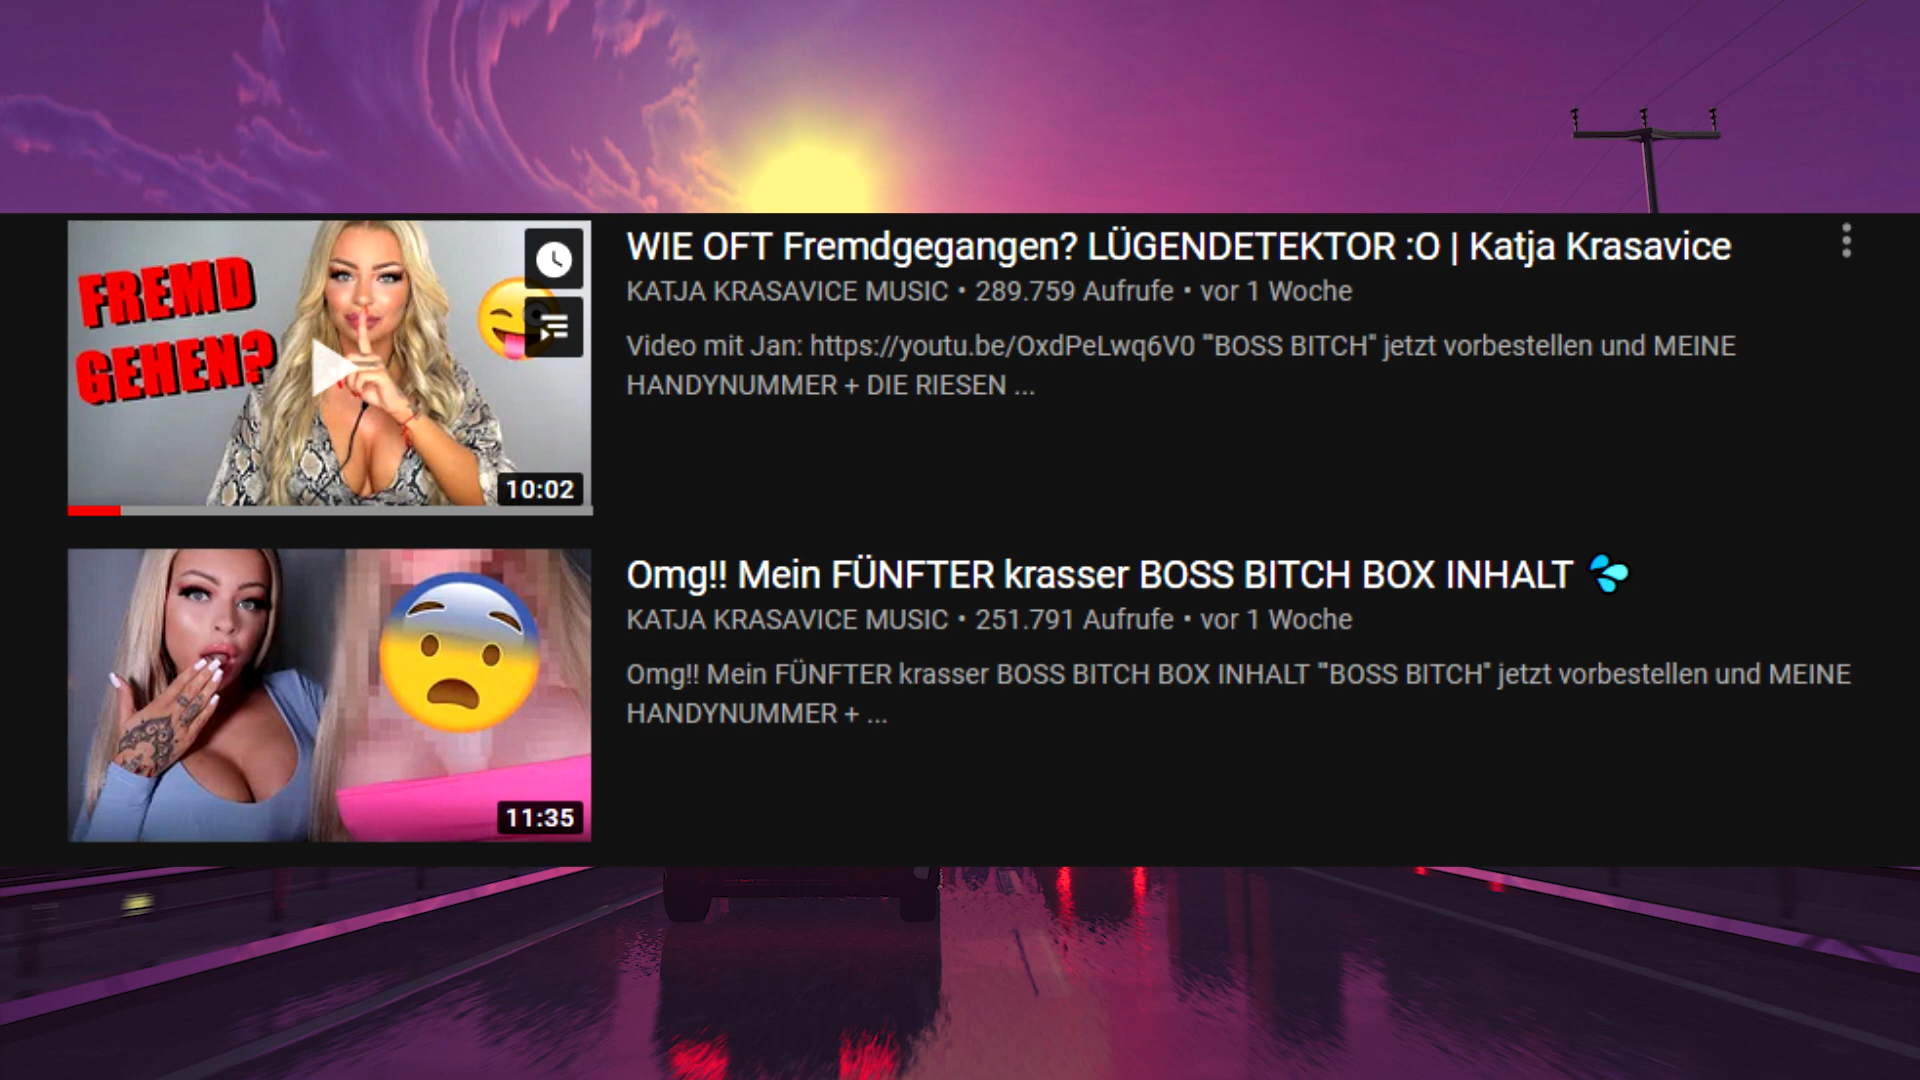 FREMD
GEHEN?
10:02
WIE OFT Fremdgegangen? LÜGENDETEKTOR :O | Katja Krasavice
KATJA KRASAVICE MUSIC • 289.759 Aufrufe • vor 1 Woche
Video mit Jan: https://youtu.be/OxdPeLwq6V0 "'BOSS BITCH" jetzt vorbestellen und MEINE
HANDYNUMMER + DIE RIESEN ...
11:35
Omg!! Mein FÜNFTER krasser BOSS BITCH BOX INHALT 💦
KATJA KRASAVICE MUSIC • 251.791 Aufrufe • vor 1 Woche
Omg!! Mein FÜNFTER krasser BOSS BITCH BOX INHALT "'BOSS BITCH" jetzt vorbestellen und MEINE
HANDYNUMMER + ...